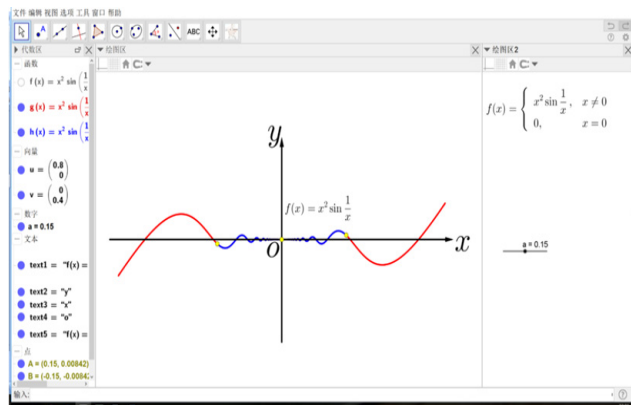 文件 编辑 视图 选项 工具 窗口 帮助
ABC
代数区
绘图区
绘图区2
函数
f(x) = x² sin (1/x
g(x) = x² sin (1/x
h(x) = x² sin (1/x
向量
u = (0.8 0)
v = (0 0.4)
数字
a = 0.15
文本
text1 = "f(x) =
text2 = "y"
text3 = "x"
text4 = "o"
text5 = "f(x) =
点
A = (0.15, 0.00842)
B = (-0.15, -0.0084
y
f(x) = x² sin 1/x
O
x
f(x) = { x² sin 1/x, x ≠ 0
0, x = 0
a = 0.15
输入: